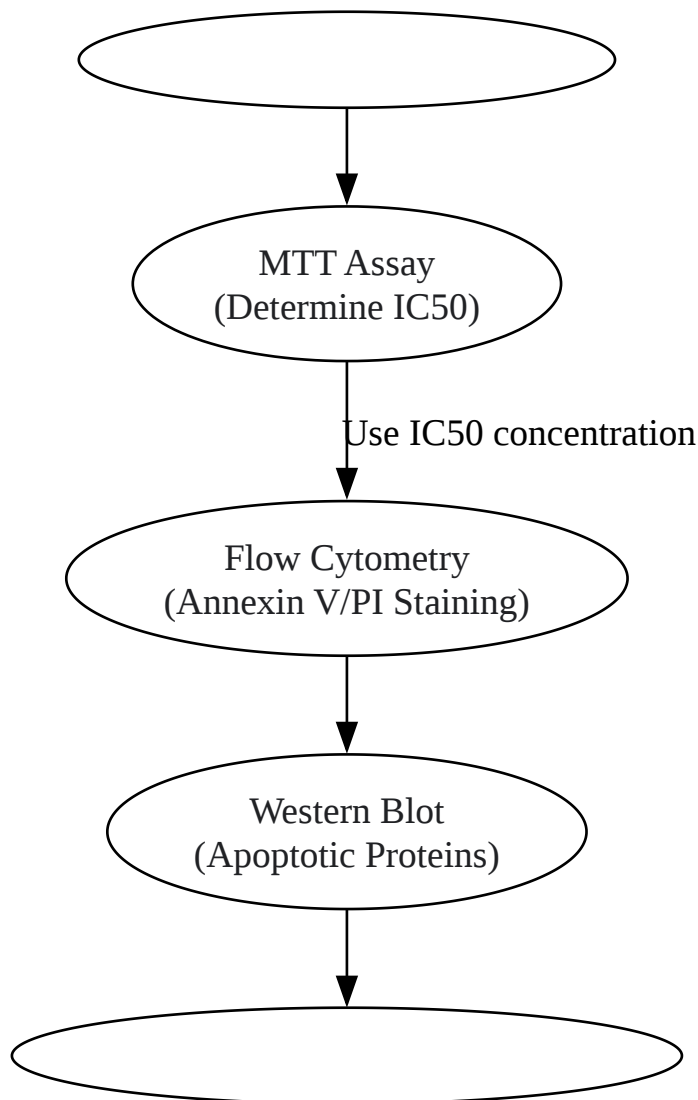 MTT Assay
(Determine IC50)
Use IC50 concentration
Flow Cytometry
(Annexin V/PI Staining)
Western Blot
(Apoptotic Proteins)